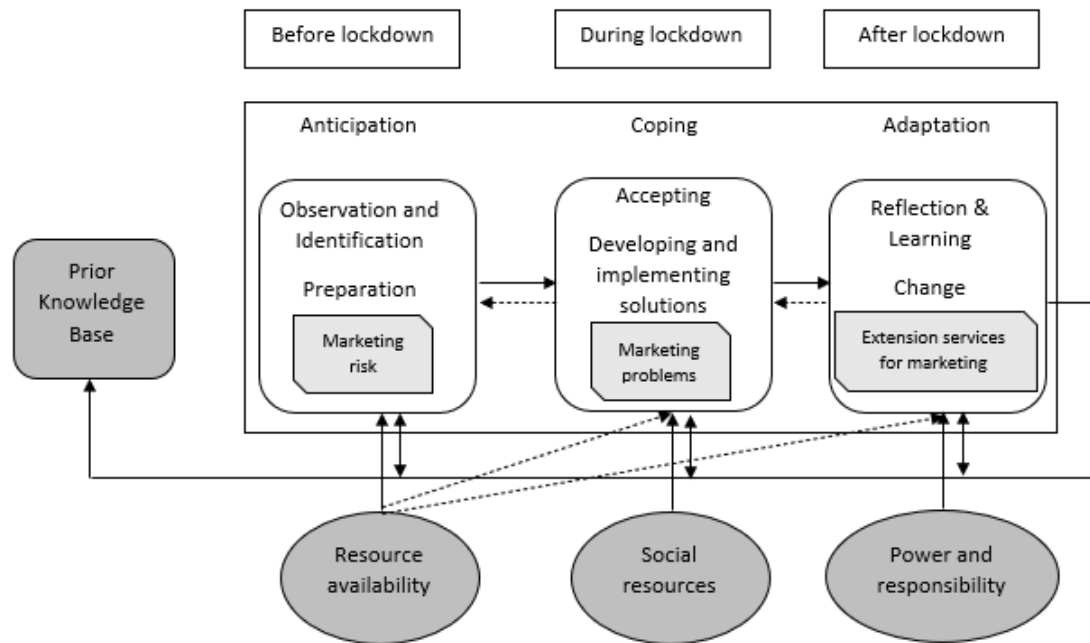 Before lockdown
During lockdown
After lockdown
Anticipation
Coping
Adaptation
Observation and
Identification
Preparation
Marketing
risk
Accepting
Developing and
implementing
solutions
Marketing
problems
Reflection &
Learning
Change
Extension services
for marketing
Prior
Knowledge
Base
Resource
availability
Social
resources
Power and
responsibility